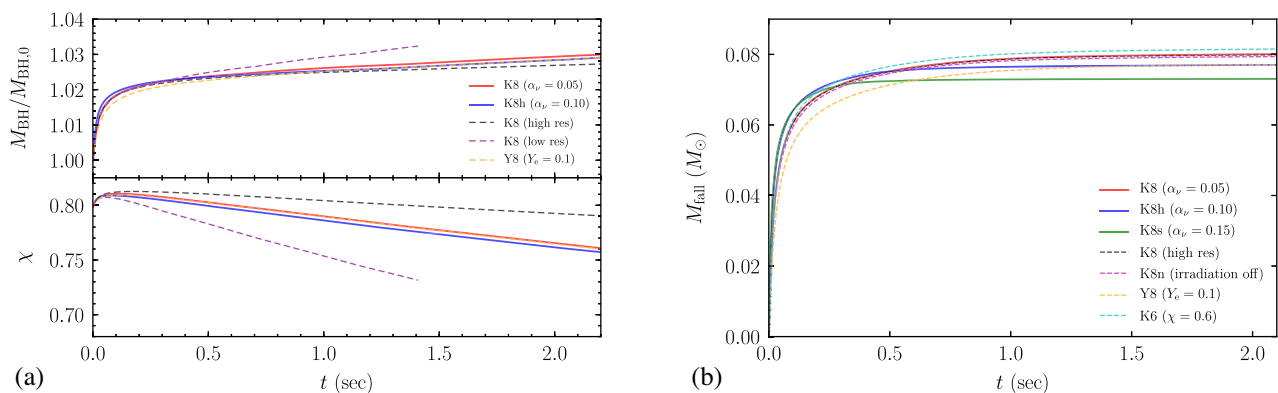 1.04
1.03
1.02
1.01
1.00
M_BH/M_BH,0
K8 (α_ν = 0.05)
K8h (α_ν = 0.10)
K8 (high res)
K8 (low res)
Y8 (Y_e = 0.1)
0.80
0.75
0.70
χ
0.0
0.5
1.0
1.5
2.0
t (sec)
(a)
0.08
0.06
0.04
0.02
0.00
M_fall (M_⊙)
K8 (α_ν = 0.05)
K8h (α_ν = 0.10)
K8s (α_ν = 0.15)
K8 (high res)
K8n (irradiation off)
Y8 (Y_e = 0.1)
K6 (χ = 0.6)
0.0
0.5
1.0
1.5
2.0
t (sec)
(b)